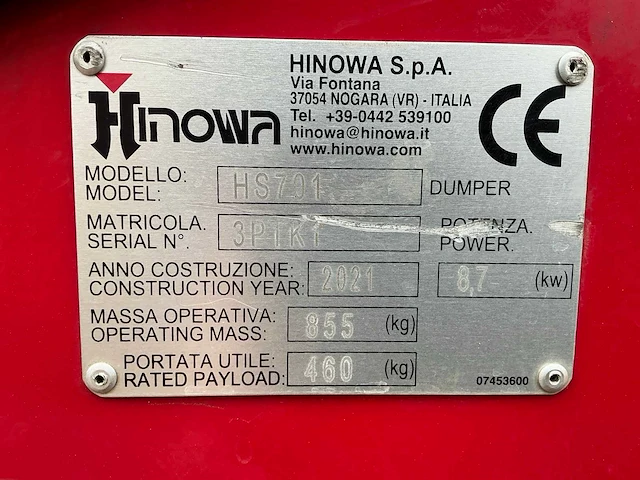 HINOWA
HINOWA S.p.A.
Via Fontana
37054 NOGARA (VR) - ITALIA
Tel. +39-0442 539100
hinowa@hinowa.it
www.hinowa.com
CE
MODELLO:
MODEL:
HS701
DUMPER
MATRICOLA.
SERIAL N°.
3P1K1
POTENZA.
POWER.
ANNO COSTRUZIONE:
CONSTRUCTION YEAR:
2021
8,7
(kw)
MASSA OPERATIVA:
OPERATING MASS:
855
(kg)
PORTATA UTILE:
RATED PAYLOAD:
460
(kg)
07453600